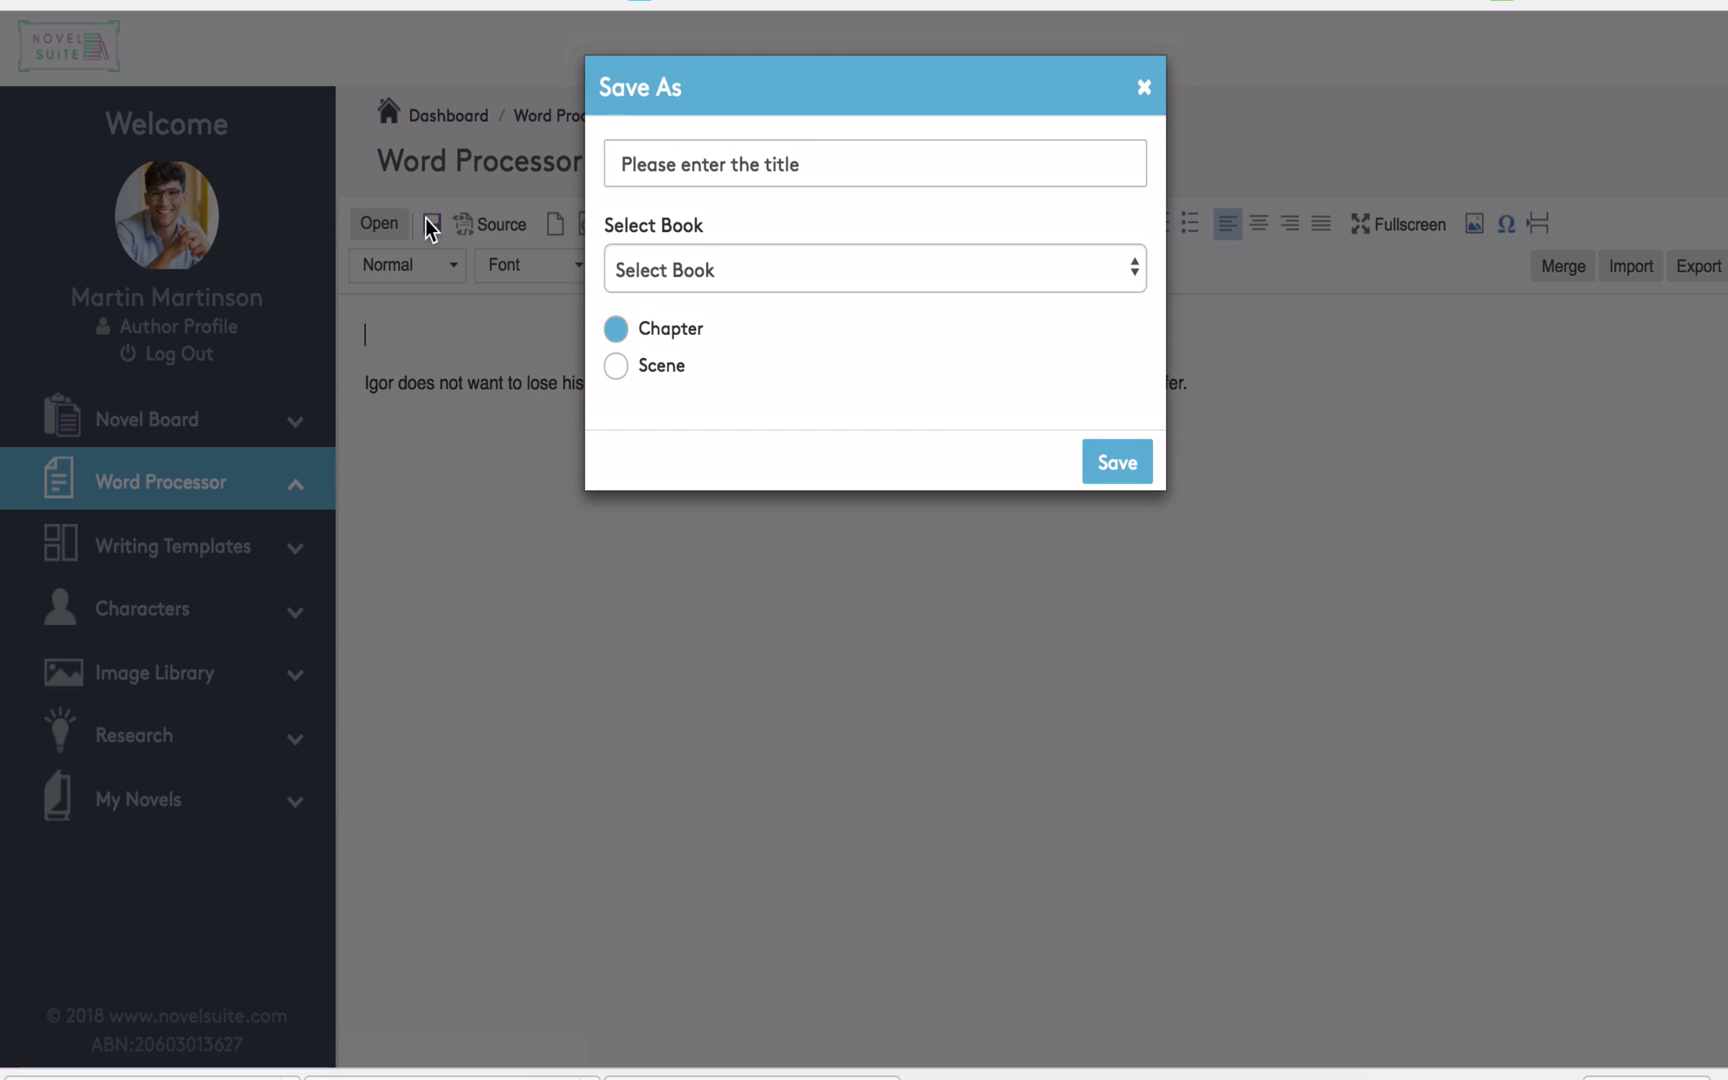 NOVEL
SUITE
Save As
Welcome
Dashboard / Word Proc
Word Processor
Please enter the title
Select Book
Select Book
Open
Source
Fullscreen
Normal
Font
Merge
Import
Export
Martin Martinson
Author Profile
Log Out
Chapter
Scene
Igor does not want to lose his
fer.
Save
Novel Board
Word Processor
Writing Templates
Characters
Image Library
Research
My Novels
© 2018 www.novelsuite.com
ABN:20603013627